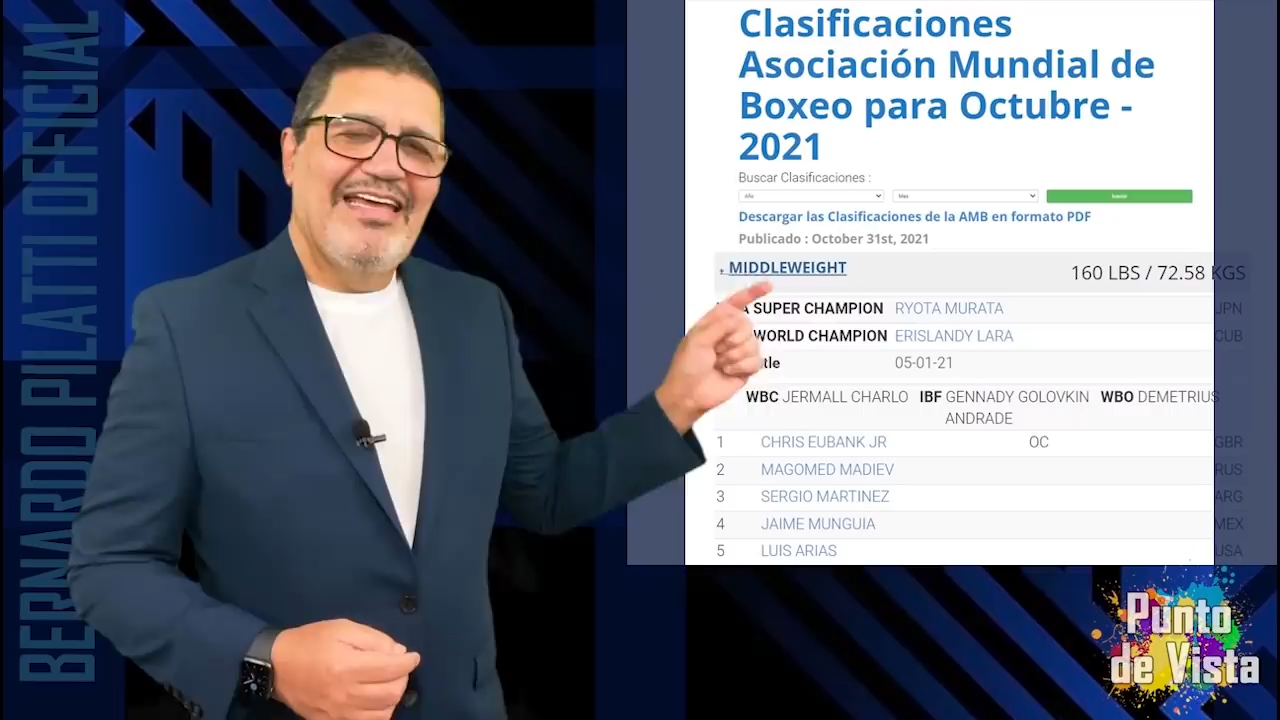 BERNARDO PILATTI OFFICIAL
Clasificaciones
Asociación Mundial de
Boxeo para Octubre -
2021
Buscar Clasificaciones :
Año
Mes
Descargar las Clasificaciones de la AMB en formato PDF
Publicado : October 31st, 2021
MIDDLEWEIGHT 160 LBS / 72.58 KGS
SUPER CHAMPION RYOTA MURATA JPN
WORLD CHAMPION ERISLANDY LARA CUB
05-01-21
WBC JERMALL CHARLO IBF GENNADY GOLOVKIN WBO DEMETRIUS
ANDRADE
1 CHRIS EUBANK JR OC GBR
2 MAGOMED MADIEV RUS
3 SERGIO MARTINEZ ARG
4 JAIME MUNGUIA MEX
5 LUIS ARIAS USA
Punto
de Vista